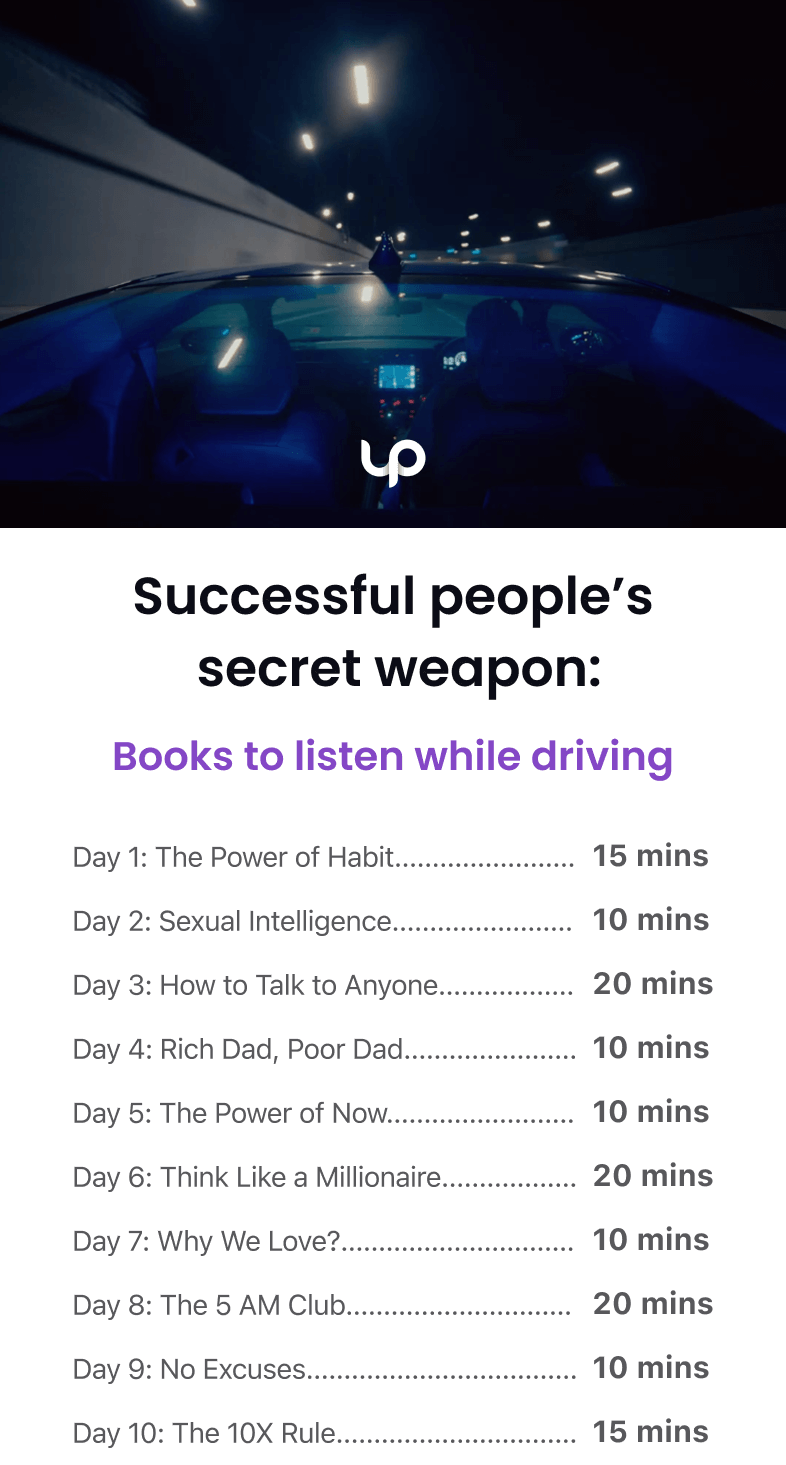 up
Successful people’s
secret weapon:
Books to listen while driving
Day 1: The Power of Habit........................ 15 mins
Day 2: Sexual Intelligence........................ 10 mins
Day 3: How to Talk to Anyone.................. 20 mins
Day 4: Rich Dad, Poor Dad....................... 10 mins
Day 5: The Power of Now......................... 10 mins
Day 6: Think Like a Millionaire.................. 20 mins
Day 7: Why We Love?............................... 10 mins
Day 8: The 5 AM Club.............................. 20 mins
Day 9: No Excuses.................................... 10 mins
Day 10: The 10X Rule................................ 15 mins